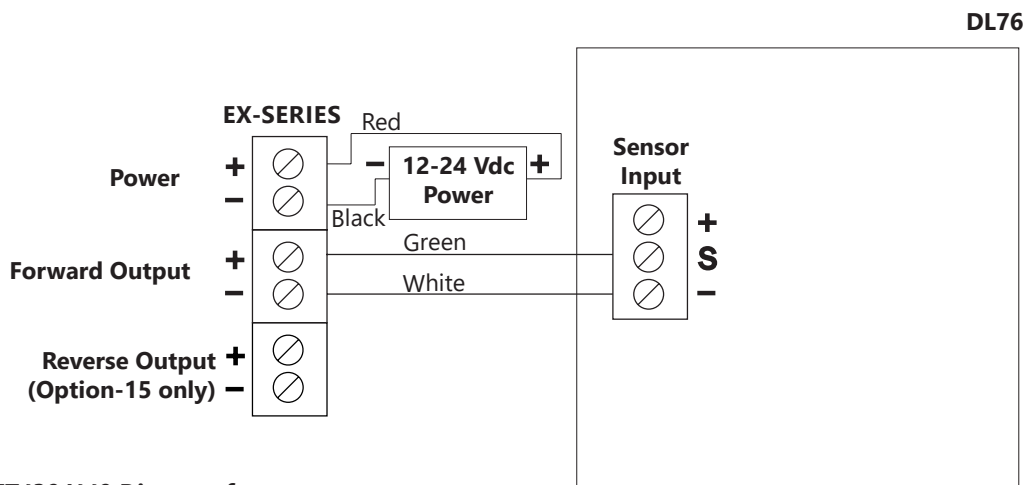 DL76
EX-SERIES
Red
Power
+
−
−
12-24 Vdc
Power
+
Black
Sensor
Input
+
S
−
Forward Output
+
−
Green
White
Reverse Output
(Option-15 only)
+
−